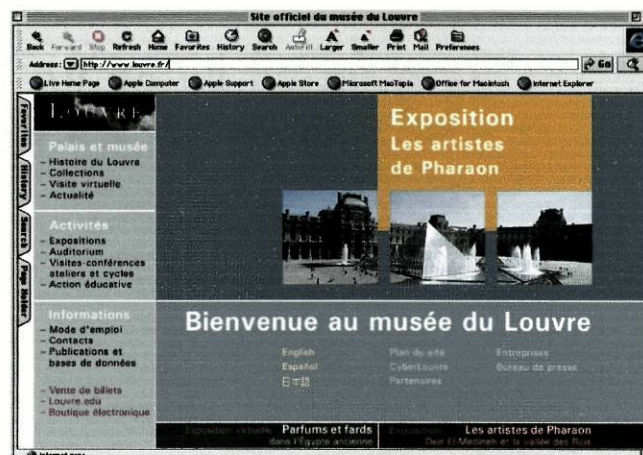 Site officiel du musée du Louvre
Back Forward Stop Refresh Home Favorites History Search AutoFill Larger Smaller Print Mail Preferences
Address: http://www.louvre.fr/ Go
Live Home Page Apple Computer Apple Support Apple Store Microsoft MacTopia Office for Macintosh Internet Explorer
Favorites
History
Search
Page Holder
LOUVRE
Palais et musée
- Histoire du Louvre
- Collections
- Visite virtuelle
- Actualité
Activités
- Expositions
- Auditorium
- Visites-conférences
ateliers et cycles
- Action éducative
Informations
- Mode d'emploi
- Contacts
- Publications et
bases de données
- Vente de billets
- Louvre.edu
- Boutique électronique
Exposition
Les artistes
de Pharaon
Bienvenue au musée du Louvre
English Plan du site Entreprises
Español CyberLouvre Bureau de presse
日本語 Partenaires
Exposition virtuelle Parfums et fards
dans l'Égypte ancienne
Exposition Les artistes de Pharaon
Deir El-Medineh et la vallée des Rois
Internet zone